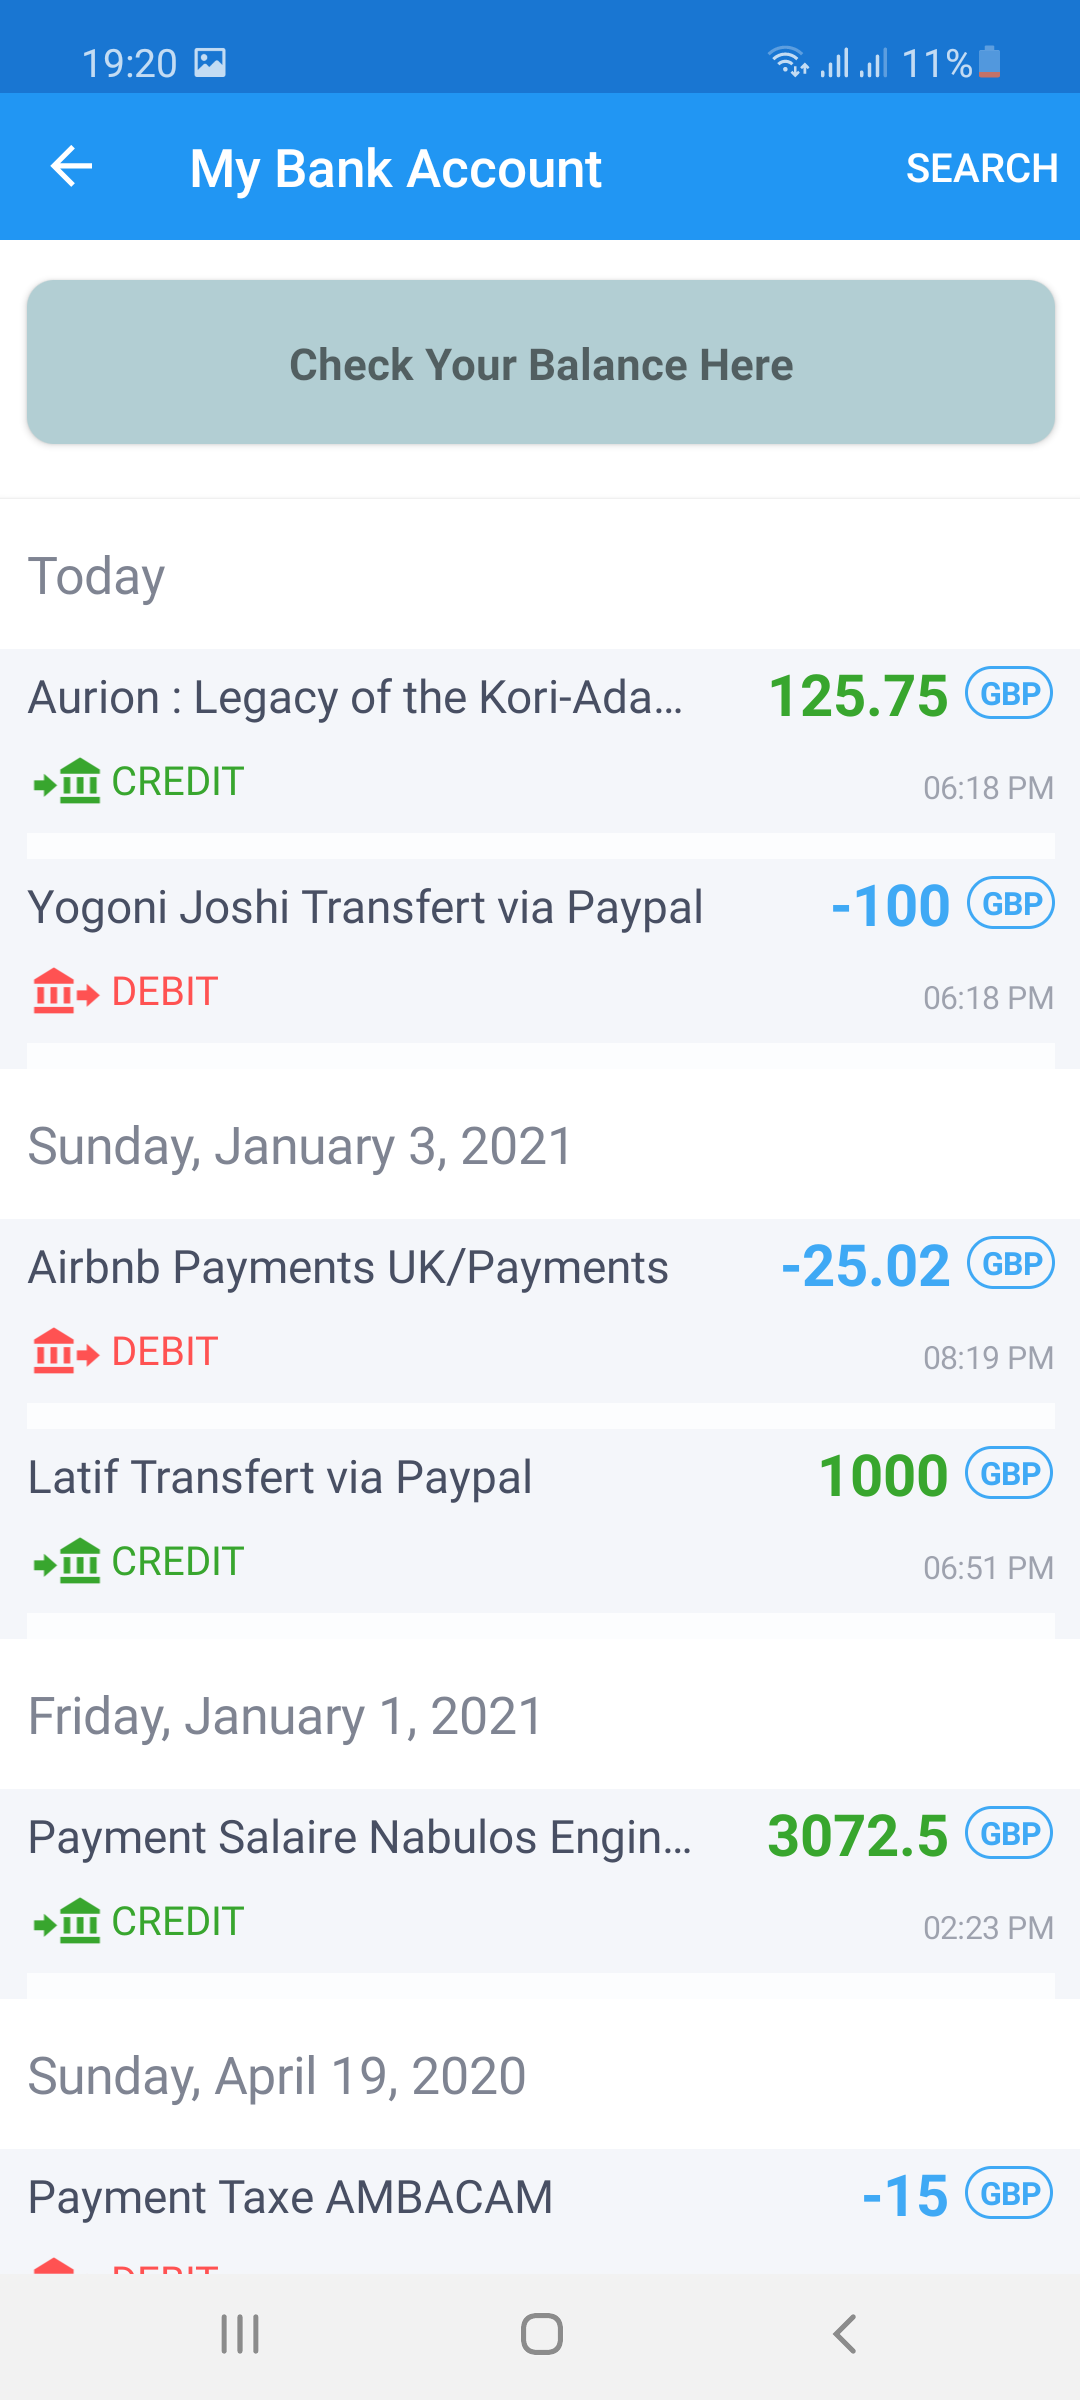 19:20 11%
My Bank Account SEARCH
Check Your Balance Here
Today
Aurion : Legacy of the Kori-Ada... 125.75 GBP
CREDIT 06:18 PM
Yogoni Joshi Transfert via Paypal -100 GBP
DEBIT 06:18 PM
Sunday, January 3, 2021
Airbnb Payments UK/Payments -25.02 GBP
DEBIT 08:19 PM
Latif Transfert via Paypal 1000 GBP
CREDIT 06:51 PM
Friday, January 1, 2021
Payment Salaire Nabulos Engin... 3072.5 GBP
CREDIT 02:23 PM
Sunday, April 19, 2020
Payment Taxe AMBACAM -15 GBP
DEBIT